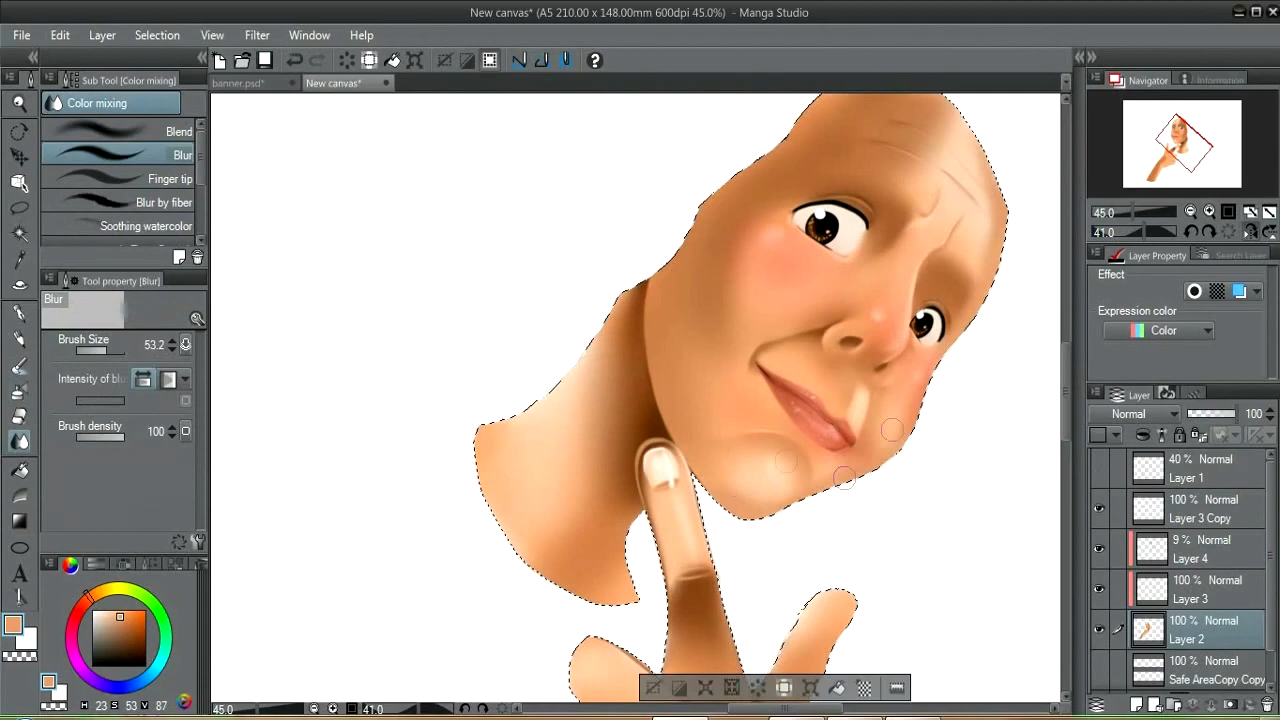 New canvas* (A5 210.00 x 148.00mm 600dpi 45.0%) - Manga Studio
File Edit Layer Selection View Filter Window Help
Sub Tool [Color mixing]
banner.psd* New canvas*
Navigator Information
Color mixing
Blend
Blur
Finger tip
Blur by fiber
Soothing watercolor
45.0
41.0
Layer Property Search Layer
Effect
Tool property [Blur]
Blur
Expression color
Color
Brush Size 53.2
Intensity of blu
Brush density 100
Layer
Normal 100
40 % Normal
Layer 1
100 % Normal
Layer 3 Copy
9 % Normal
Layer 4
100 % Normal
Layer 3
100 % Normal
Layer 2
100 % Normal
Safe AreaCopy Copy
H 23 S 53 V 87
45.0 41.0